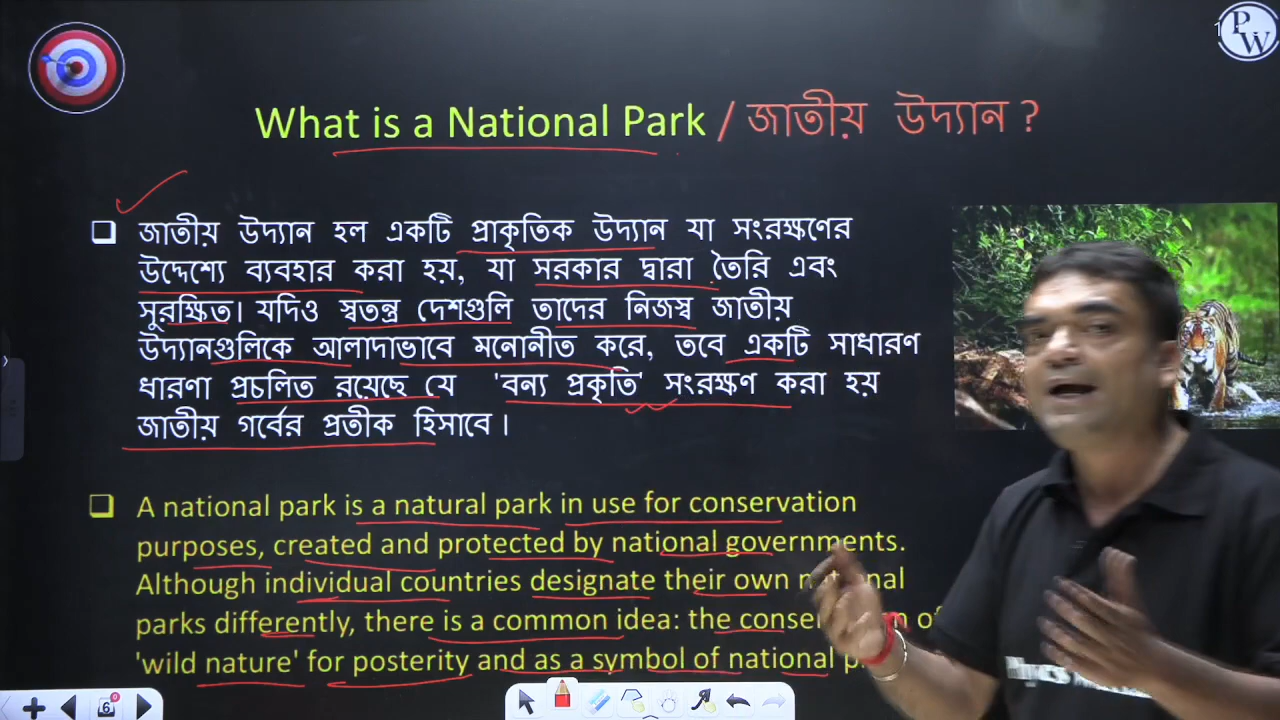 PW
What is a National Park / জাতীয় উদ্যান ?
জাতীয় উদ্যান হল একটি প্রাকৃতিক উদ্যান যা সংরক্ষণের
উদ্দেশ্যে ব্যবহার করা হয়, যা সরকার দ্বারা তৈরি এবং
সুরক্ষিত। যদিও স্বতন্ত্র দেশগুলি তাদের নিজস্ব জাতীয়
উদ্যানগুলিকে আলাদাভাবে মনোনীত করে, তবে একটি সাধারণ
ধারণা প্রচলিত রয়েছে যে 'বন্য প্রকৃতি' সংরক্ষণ করা হয়
জাতীয় গর্বের প্রতীক হিসাবে।
A national park is a natural park in use for conservation
purposes, created and protected by national governments.
Although individual countries designate their own national
parks differently, there is a common idea: the of
'wild nature' for posterity and as a symbol of national
6